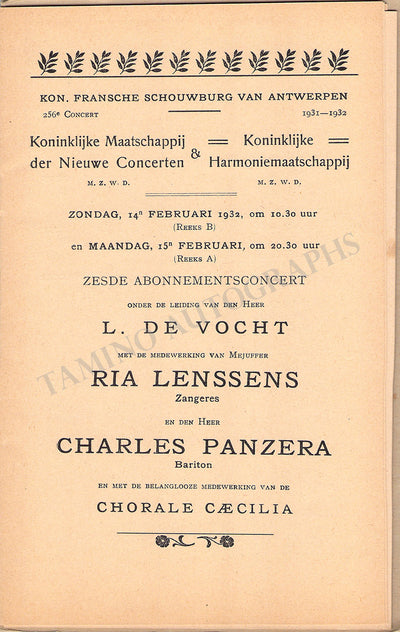 KON. FRANSCHE SCHOUWBURG VAN ANTWERPEN
256e CONCERT 1931—1932
Koninklijke Maatschappij der Nieuwe Concerten
M. Z. W. D.
&
Koninklijke Harmoniemaatschappij
M. Z. W. D.
ZONDAG, 14n FEBRUARI 1932, OM 10.30 uur
(REEKS B)
en MAANDAG, 15n FEBRUARI, OM 20.30 uur
(REEKS A)
ZESDE ABONNEMENTSCONCERT
ONDER DE LEIDING VAN DEN HEER
L. DE VOCHT
MET DE MEDEWERKING VAN MEJUFFER
RIA LENSSENS
Zangeres
EN DEN HEER
CHARLES PANZERA
Bariton
EN MET DE BELANGLOOZE MEDEWERKING VAN DE
CHORALE CÆCILIA
TAMINO AUTOGRAPHS